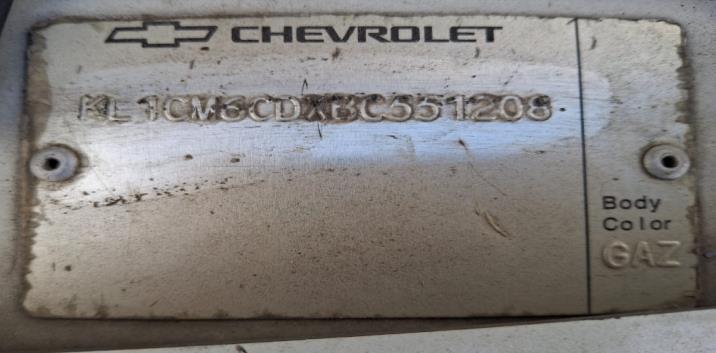 CHEVROLET
KL1CM6CDXBC551208
Body
Color
GAZ